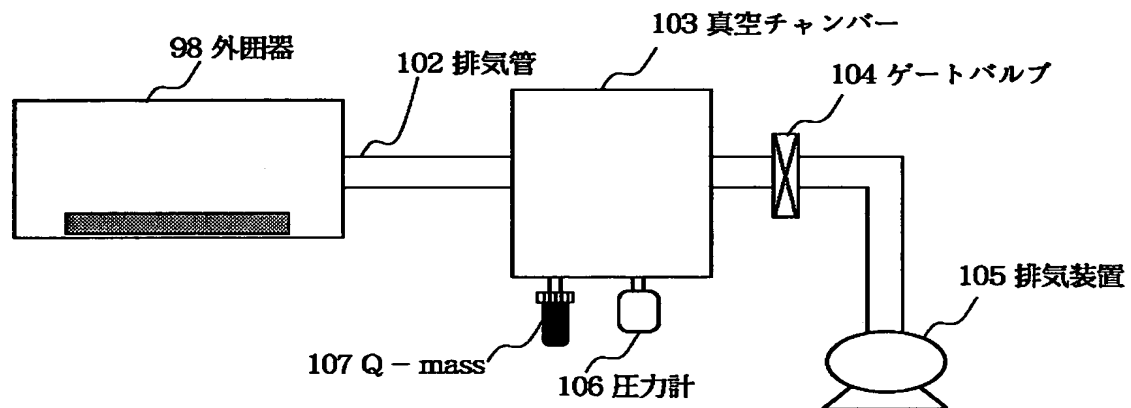 103 真空チャンバー
98 外囲器
102 排気管
104 ゲートバルブ
105 排気装置
107 Q − mass
106 圧力計